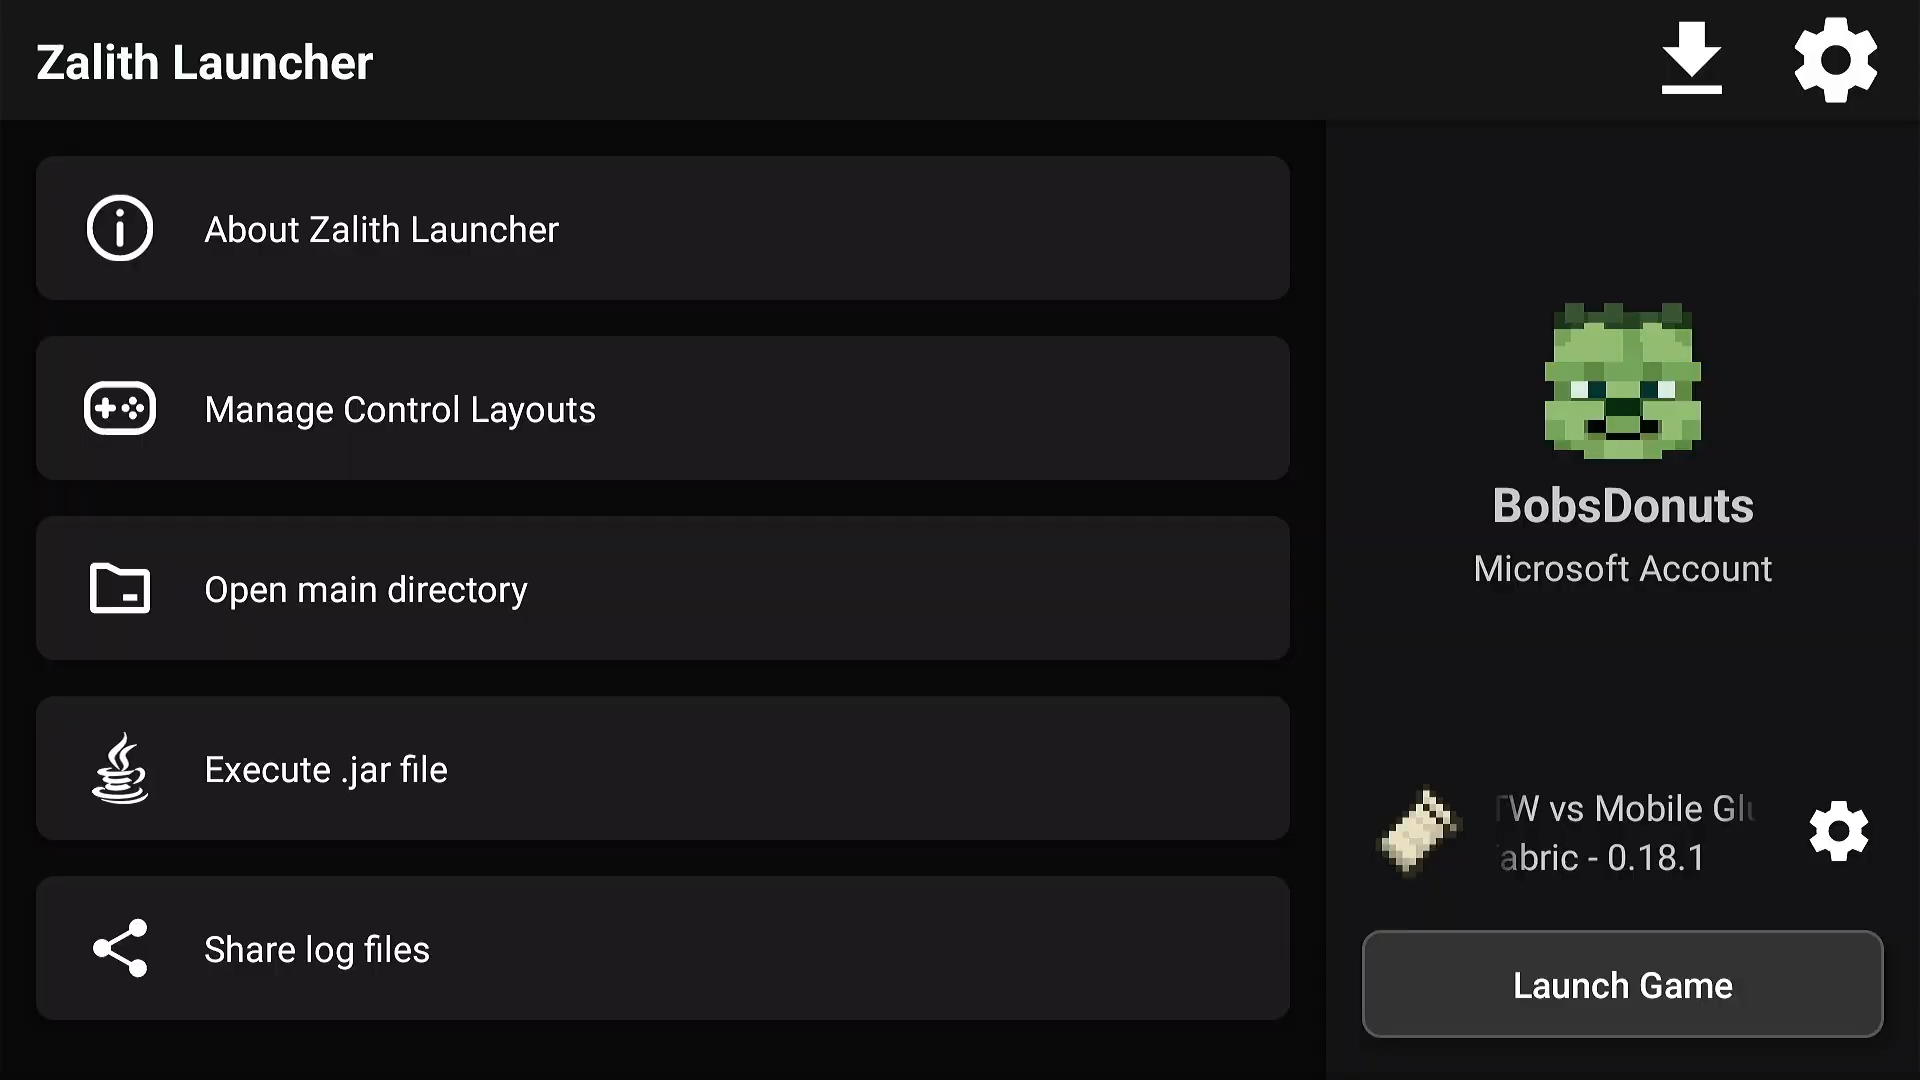 Zalith Launcher
About Zalith Launcher
Manage Control Layouts
Open main directory
Execute .jar file
Share log files
BobsDonuts
Microsoft Account
TW vs Mobile Gl
abric - 0.18.1
Launch Game